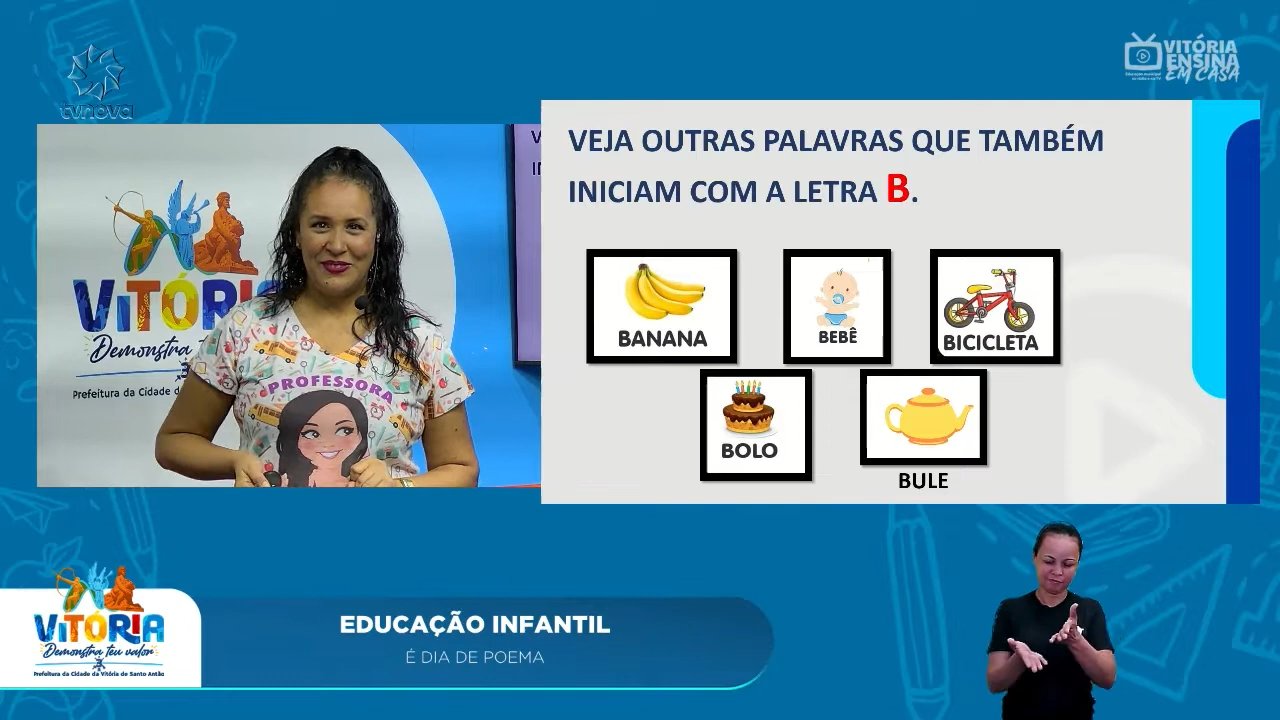 tvnova
VITÓRIA
ENSINA
EM CASA
VEJA OUTRAS PALAVRAS QUE TAMBÉM
INICIAM COM A LETRA B.
BANANA
BEBÊ
BICICLETA
BOLO
BULE
VITÓRI
Demonstra
Prefeitura da Cidade d
PROFESSORA
EDUCAÇÃO INFANTIL
É DIA DE POEMA
VITÓRIA
Demonstra teu valor
Prefeitura da Cidade da Vitória de Santo Antão